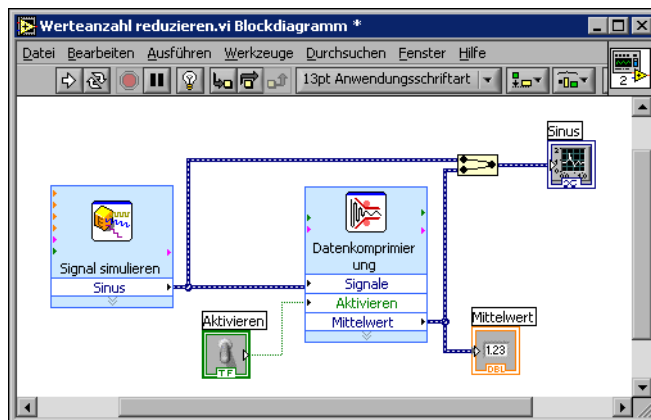 Werteanzahl reduzieren.vi Blockdiagramm *
Datei Bearbeiten Ausführen Werkzeuge Durchsuchen Fenster Hilfe
13pt Anwendungsschriftart
2
Sinus
Signal simulieren
Sinus
Datenkomprimier
ung
Signale
Aktivieren
Mittelwert
Aktivieren
TF
Mittelwert
1.23
DBL